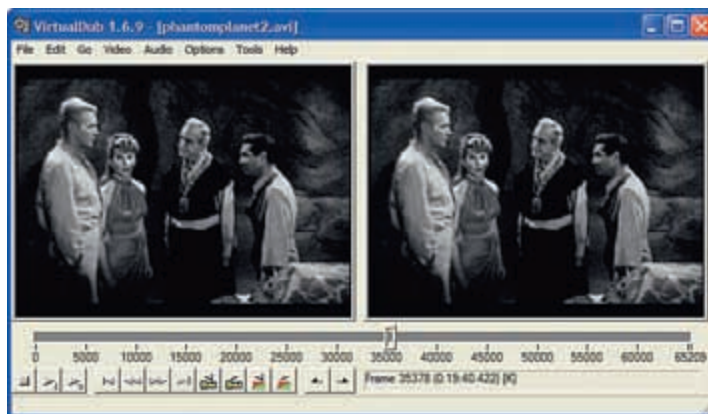 VirtualDub 1.6.9 - [phantomplanet2.avi]
File Edit Go Video Audio Options Tools Help
0 5000 10000 15000 20000 25000 30000 35000 40000 45000 50000 55000 60000 65209
Frame 35378 (0:19:40.422) [K]